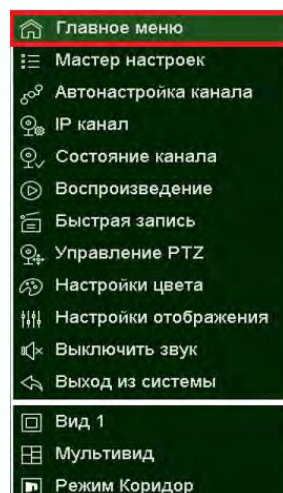 Главное меню
Мастер настроек
Автонастройка канала
IP канал
Состояние канала
Воспроизведение
Быстрая запись
Управление PTZ
Настройки цвета
Настройки отображения
Выключить звук
Выход из системы
Вид 1
Мультивид
Режим Коридор